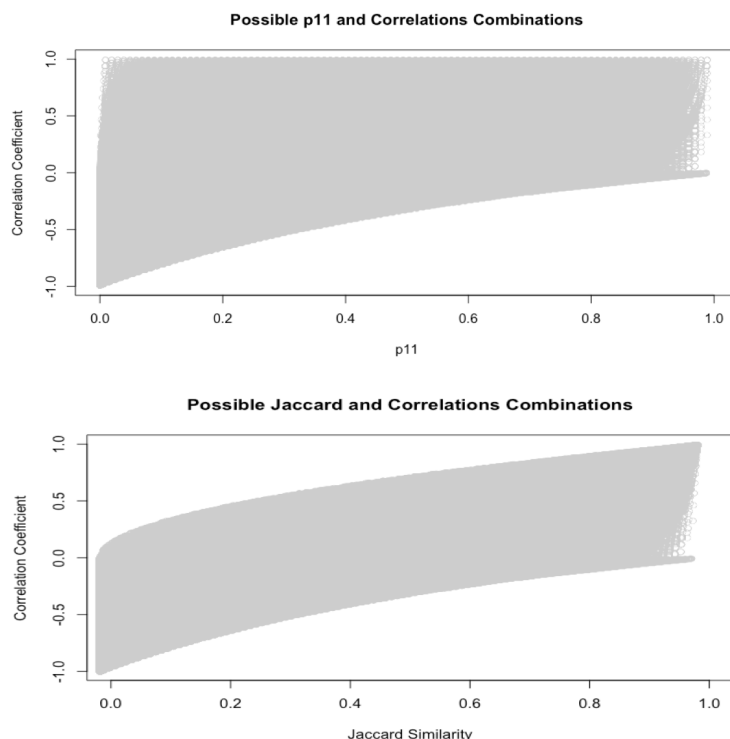 Possible p11 and Correlations Combinations
1.0
0.5
0.0
-0.5
-1.0
Correlation Coefficient
0.0 0.2 0.4 0.6 0.8 1.0
p11
Possible Jaccard and Correlations Combinations
1.0
0.5
0.0
-0.5
-1.0
Correlation Coefficient
0.0 0.2 0.4 0.6 0.8 1.0
Jaccard Similarity